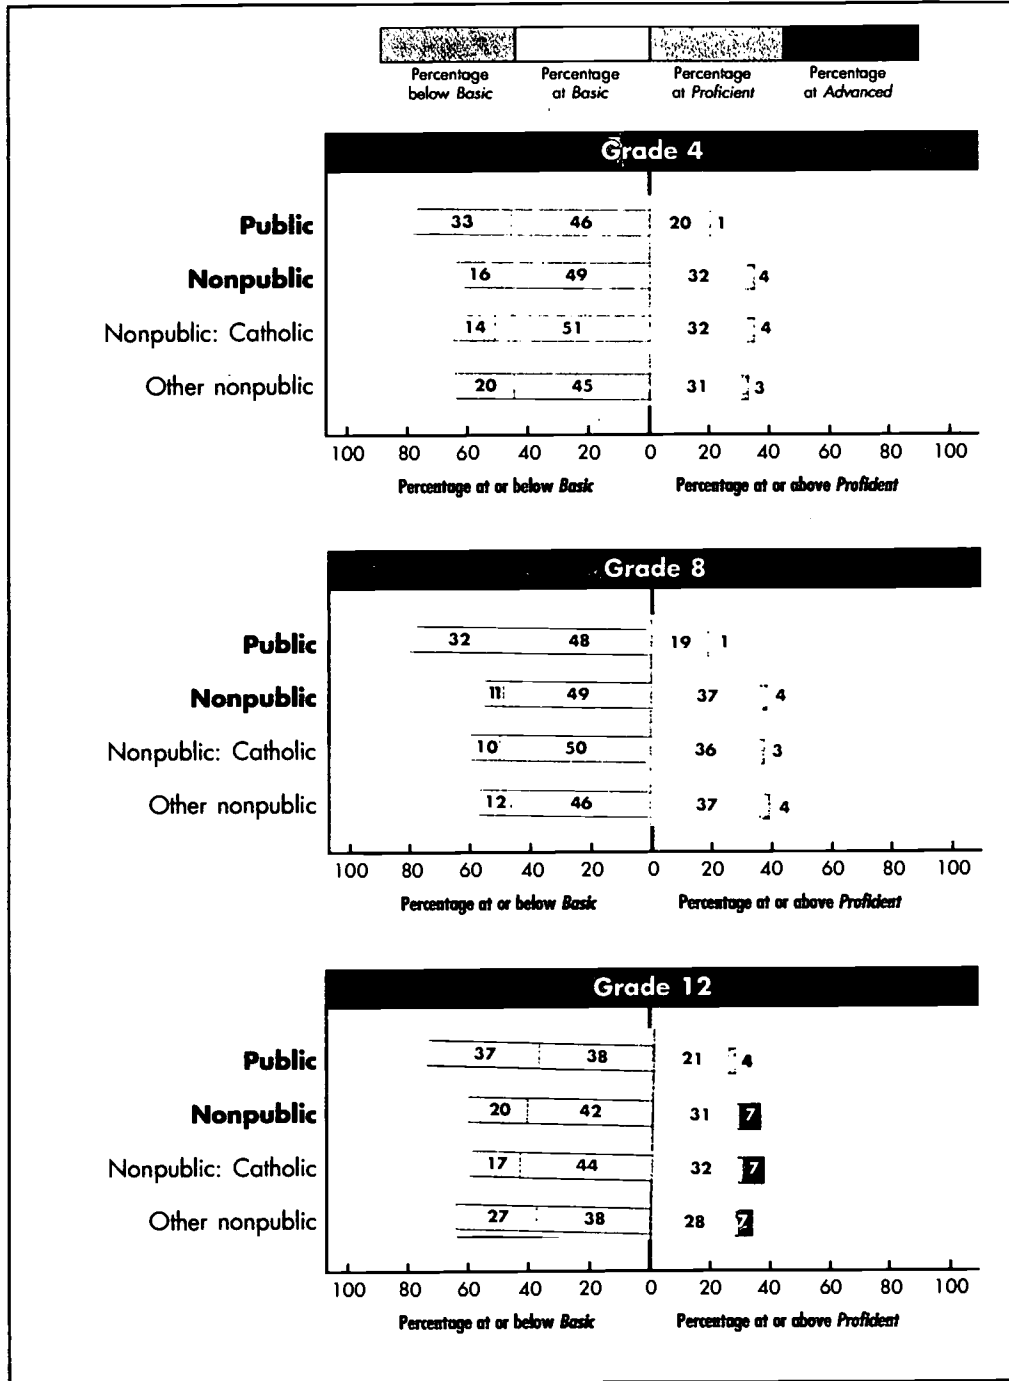 Percentage Percentage Percentage Percentage
below Basic at Basic at Proficient at Advanced
Grade 4
Public 33 46 20 1
Nonpublic 16 49 32 4
Nonpublic: Catholic 14 51 32 4
Other nonpublic 20 45 31 3
100 80 60 40 20 0 20 40 60 80 100
Percentage at or below Basic Percentage at or above Proficient
Grade 8
Public 32 48 19 1
Nonpublic 11 49 37 4
Nonpublic: Catholic 10 50 36 3
Other nonpublic 12 46 37 4
100 80 60 40 20 0 20 40 60 80 100
Percentage at or below Basic Percentage at or above Proficient
Grade 12
Public 37 38 21 4
Nonpublic 20 42 31 7
Nonpublic: Catholic 17 44 32 7
Other nonpublic 27 38 28 7
100 80 60 40 20 0 20 40 60 80 100
Percentage at or below Basic Percentage at or above Proficient